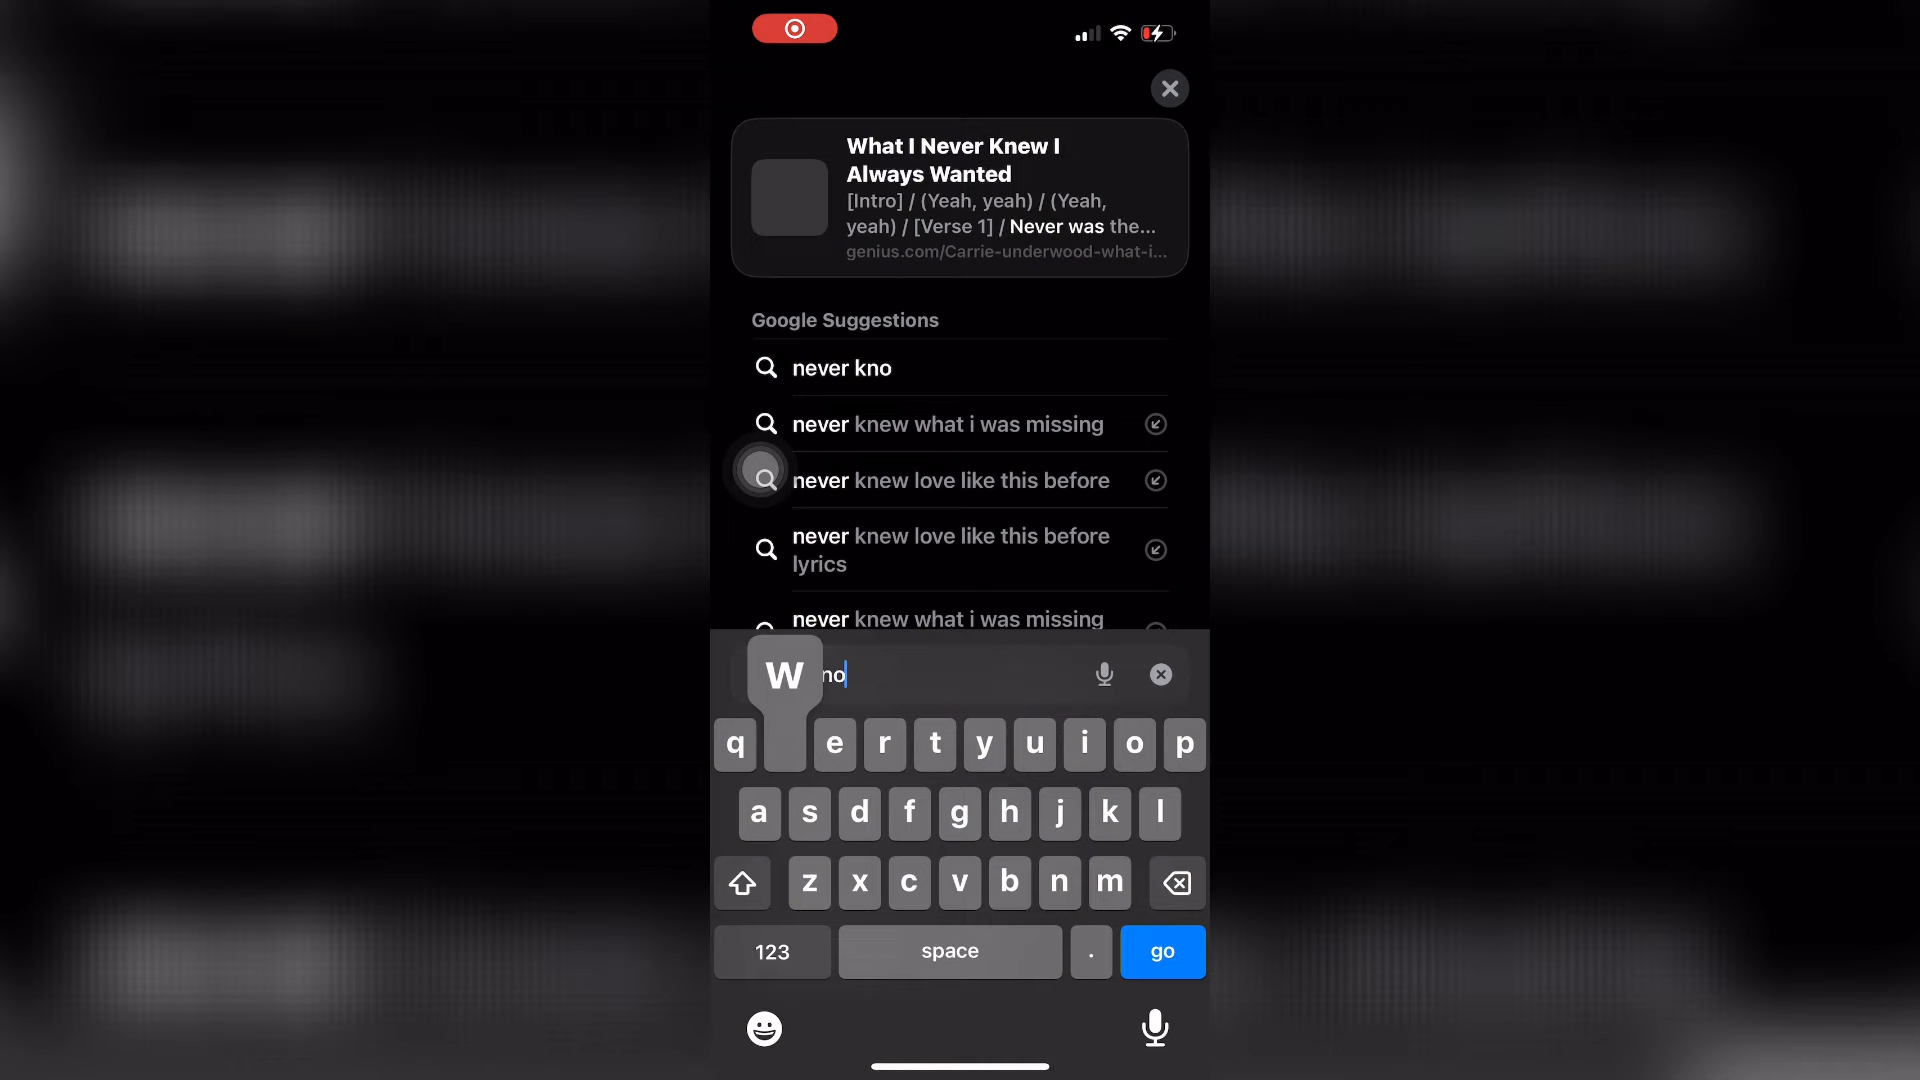 What I Never Knew I
Always Wanted
[Intro] / (Yeah, yeah) / (Yeah,
yeah) / [Verse 1] / Never was the...
genius.com/Carrie-underwood-what-i...
Google Suggestions
never kno
never knew what i was missing
never knew love like this before
never knew love like this before
lyrics
never knew what i was missing
w
no
q e r t y u i o p
a s d f g h j k l
z x c v b n m
123 space . go